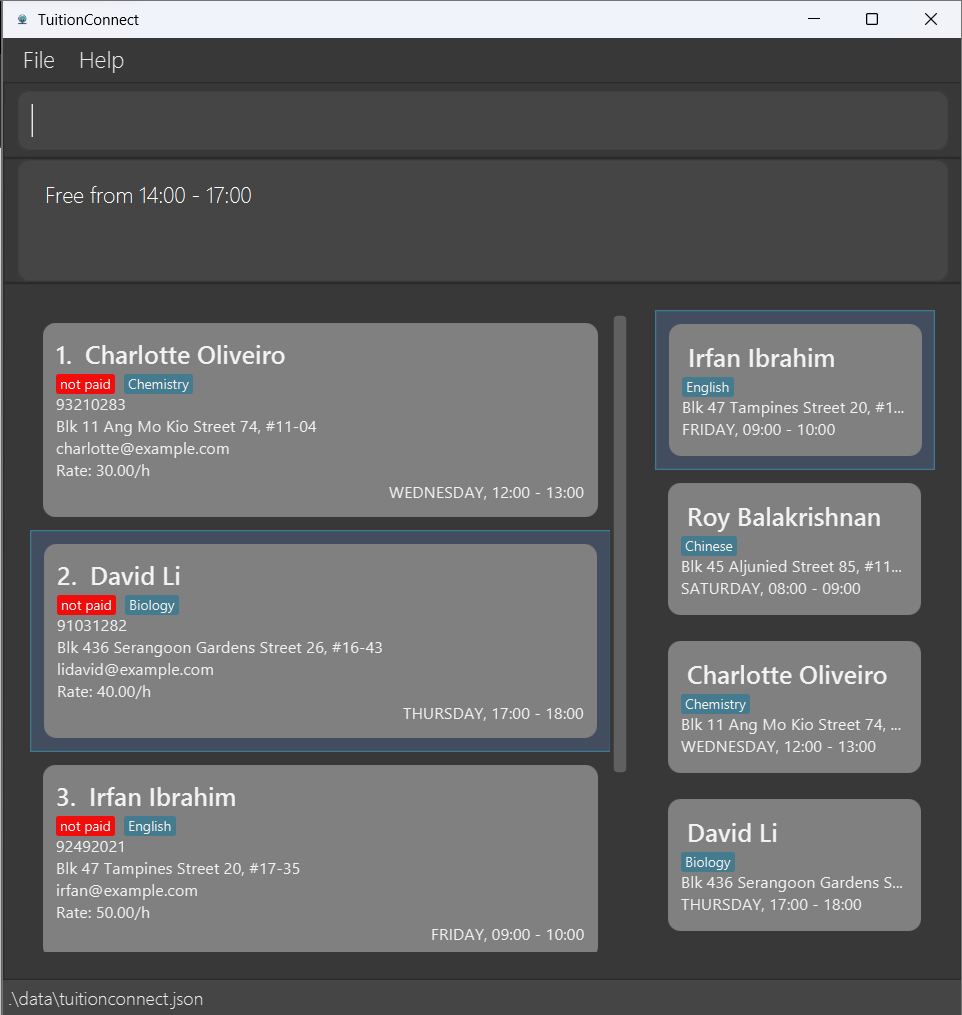 TuitionConnect
File Help
Free from 14:00 - 17:00
1. Charlotte Oliveiro
not paid Chemistry
93210283
Blk 11 Ang Mo Kio Street 74, #11-04
charlotte@example.com
Rate: 30.00/h
WEDNESDAY, 12:00 - 13:00
2. David Li
not paid Biology
91031282
Blk 436 Serangoon Gardens Street 26, #16-43
lidavid@example.com
Rate: 40.00/h
THURSDAY, 17:00 - 18:00
3. Irfan Ibrahim
not paid English
92492021
Blk 47 Tampines Street 20, #17-35
irfan@example.com
Rate: 50.00/h
FRIDAY, 09:00 - 10:00
Irfan Ibrahim
English
Blk 47 Tampines Street 20, #1...
FRIDAY, 09:00 - 10:00
Roy Balakrishnan
Chinese
Blk 45 Aljunied Street 85, #11...
SATURDAY, 08:00 - 09:00
Charlotte Oliveiro
Chemistry
Blk 11 Ang Mo Kio Street 74, ...
WEDNESDAY, 12:00 - 13:00
David Li
Biology
Blk 436 Serangoon Gardens S...
THURSDAY, 17:00 - 18:00
.\data\tuitionconnect.json